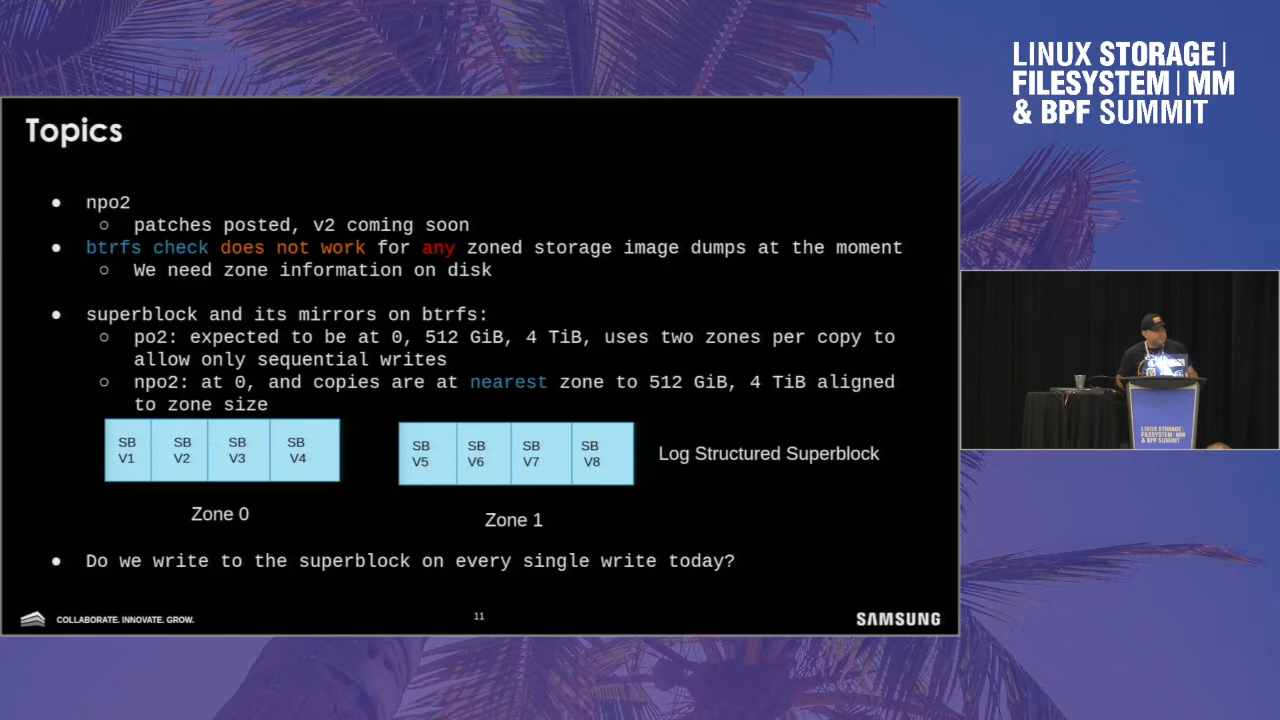 LINUX STORAGE |
FILESYSTEM | MM
& BPF SUMMIT
Topics
● npo2
○ patches posted, v2 coming soon
● btrfs check does not work for any zoned storage image dumps at the moment
○ We need zone information on disk
● superblock and its mirrors on btrfs:
○ po2: expected to be at 0, 512 GiB, 4 TiB, uses two zones per copy to
allow only sequential writes
○ npo2: at 0, and copies are at nearest zone to 512 GiB, 4 TiB aligned
to zone size
SB V1
SB V2
SB V3
SB V4
SB V5
SB V6
SB V7
SB V8
Log Structured Superblock
Zone 0
Zone 1
● Do we write to the superblock on every single write today?
COLLABORATE. INNOVATE. GROW.
11
SAMSUNG
LINUX STORAGE |
FILESYSTEM | MM
& BPF SUMMIT